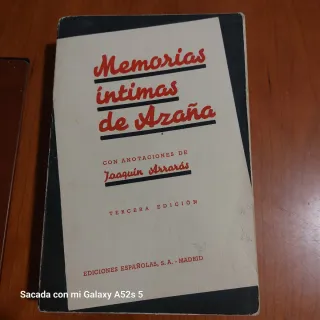 Memorias
íntimas
de Azaña
CON ANOTACIONES DE
Joaquín Arrarás
TERCERA EDICIÓN
EDICIONES ESPAÑOLAS, S. A. - MADRID
Sacada con mi Galaxy A52s 5